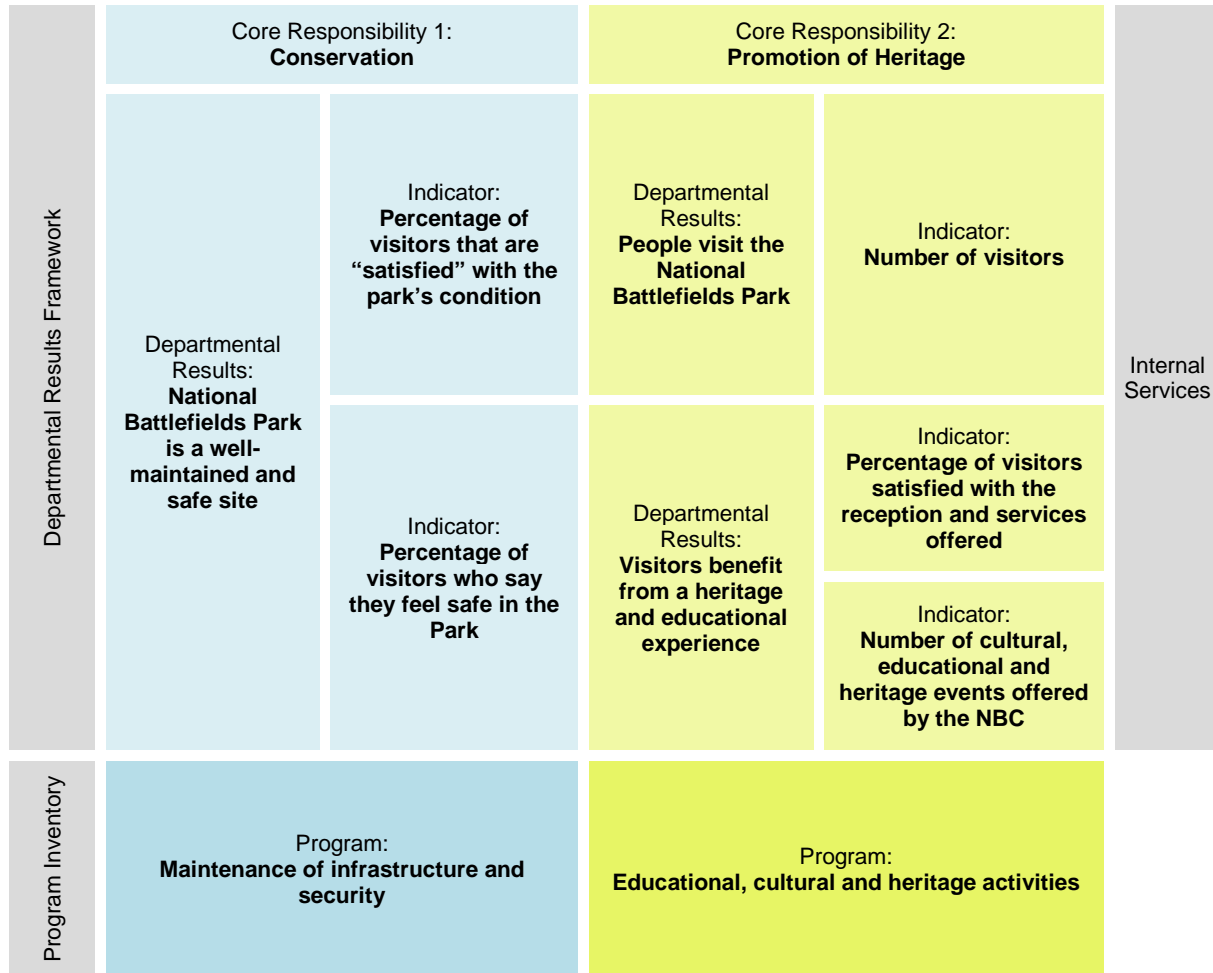 Departmental Results Framework
Core Responsibility 1:
Conservation
Core Responsibility 2:
Promotion of Heritage
Internal
Services
Departmental
Results:
National
Battlefields Park
is a well-
maintained and
safe site
Indicator:
Percentage of
visitors that are
“satisfied” with the
park’s condition
Indicator:
Percentage of
visitors who say
they feel safe in the
Park
Departmental
Results:
People visit the
National
Battlefields Park
Indicator:
Number of visitors
Departmental
Results:
Visitors benefit
from a heritage
and educational
experience
Indicator:
Percentage of visitors
satisfied with the
reception and services
offered
Indicator:
Number of cultural,
educational and
heritage events offered
by the NBC
Program Inventory
Program:
Maintenance of infrastructure and
security
Program:
Educational, cultural and heritage activities